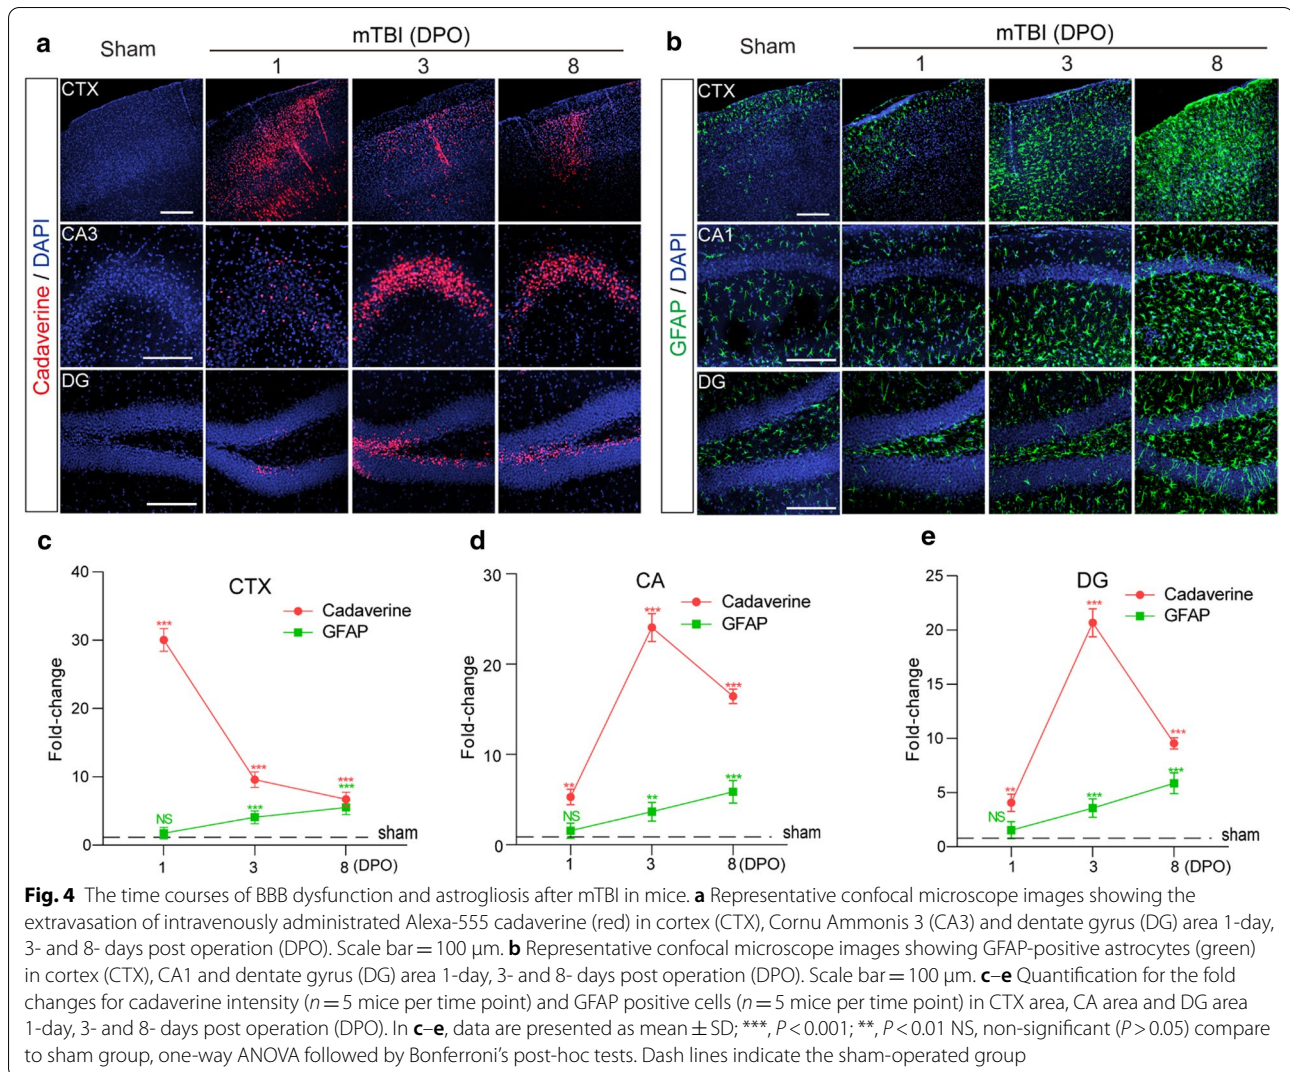 a
Sham
mTBI (DPO)
1
3
8
Cadaverine / DAPI
CTX
CA3
DG
b
Sham
mTBI (DPO)
1
3
8
GFAP / DAPI
CTX
CA1
DG
c
CTX
Fold-change
40
30
20
10
0
Cadaverine
GFAP
***
***
***
NS
***
***
sham
1
3
8 (DPO)
d
CA
Fold-change
30
20
10
0
Cadaverine
GFAP
**
***
***
NS
**
***
sham
1
3
8 (DPO)
e
DG
Fold-change
25
20
15
10
5
0
Cadaverine
GFAP
**
***
***
NS
***
***
sham
1
3
8 (DPO)
Fig. 4 The time courses of BBB dysfunction and astrogliosis after mTBI in mice. a Representative confocal microscope images showing the
extravasation of intravenously administrated Alexa-555 cadaverine (red) in cortex (CTX), Cornu Ammonis 3 (CA3) and dentate gyrus (DG) area 1-day,
3- and 8- days post operation (DPO). Scale bar = 100 µm. b Representative confocal microscope images showing GFAP-positive astrocytes (green)
in cortex (CTX), CA1 and dentate gyrus (DG) area 1-day, 3- and 8- days post operation (DPO). Scale bar = 100 µm. c–e Quantification for the fold
changes for cadaverine intensity (n = 5 mice per time point) and GFAP positive cells (n = 5 mice per time point) in CTX area, CA area and DG area
1-day, 3- and 8- days post operation (DPO). In c–e, data are presented as mean ± SD; ***, P < 0.001; **, P < 0.01 NS, non-significant (P > 0.05) compare
to sham group, one-way ANOVA followed by Bonferroni's post-hoc tests. Dash lines indicate the sham-operated group